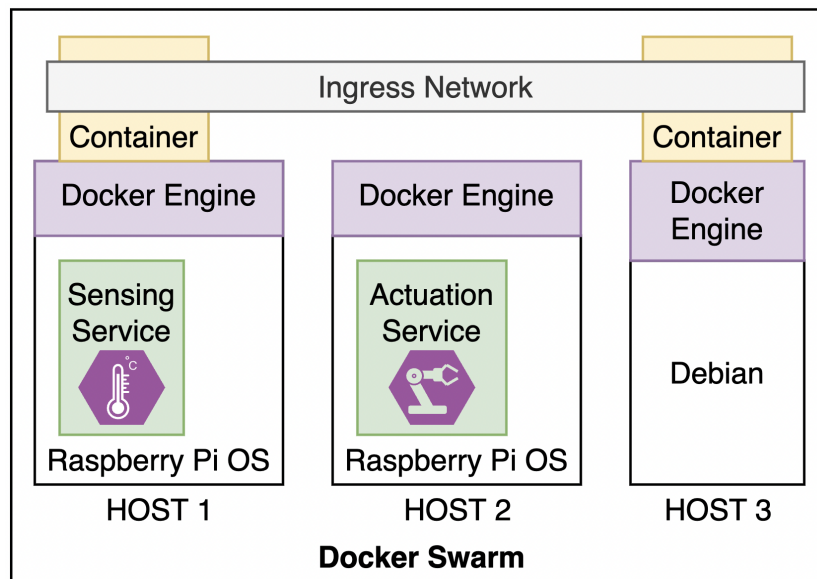 Ingress Network
Container
Container
Docker Engine
Docker Engine
Docker
Engine
Sensing
Service
°C
Actuation
Service
Debian
Raspberry Pi OS
Raspberry Pi OS
HOST 1
HOST 2
HOST 3
Docker Swarm